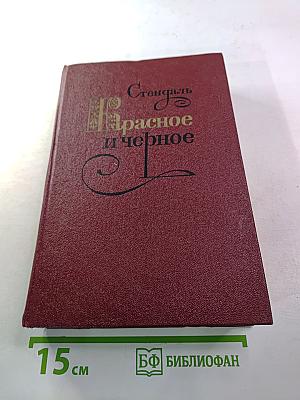 Стендаль
Красное
и черное
15 см
БФ БИБЛИОФАН